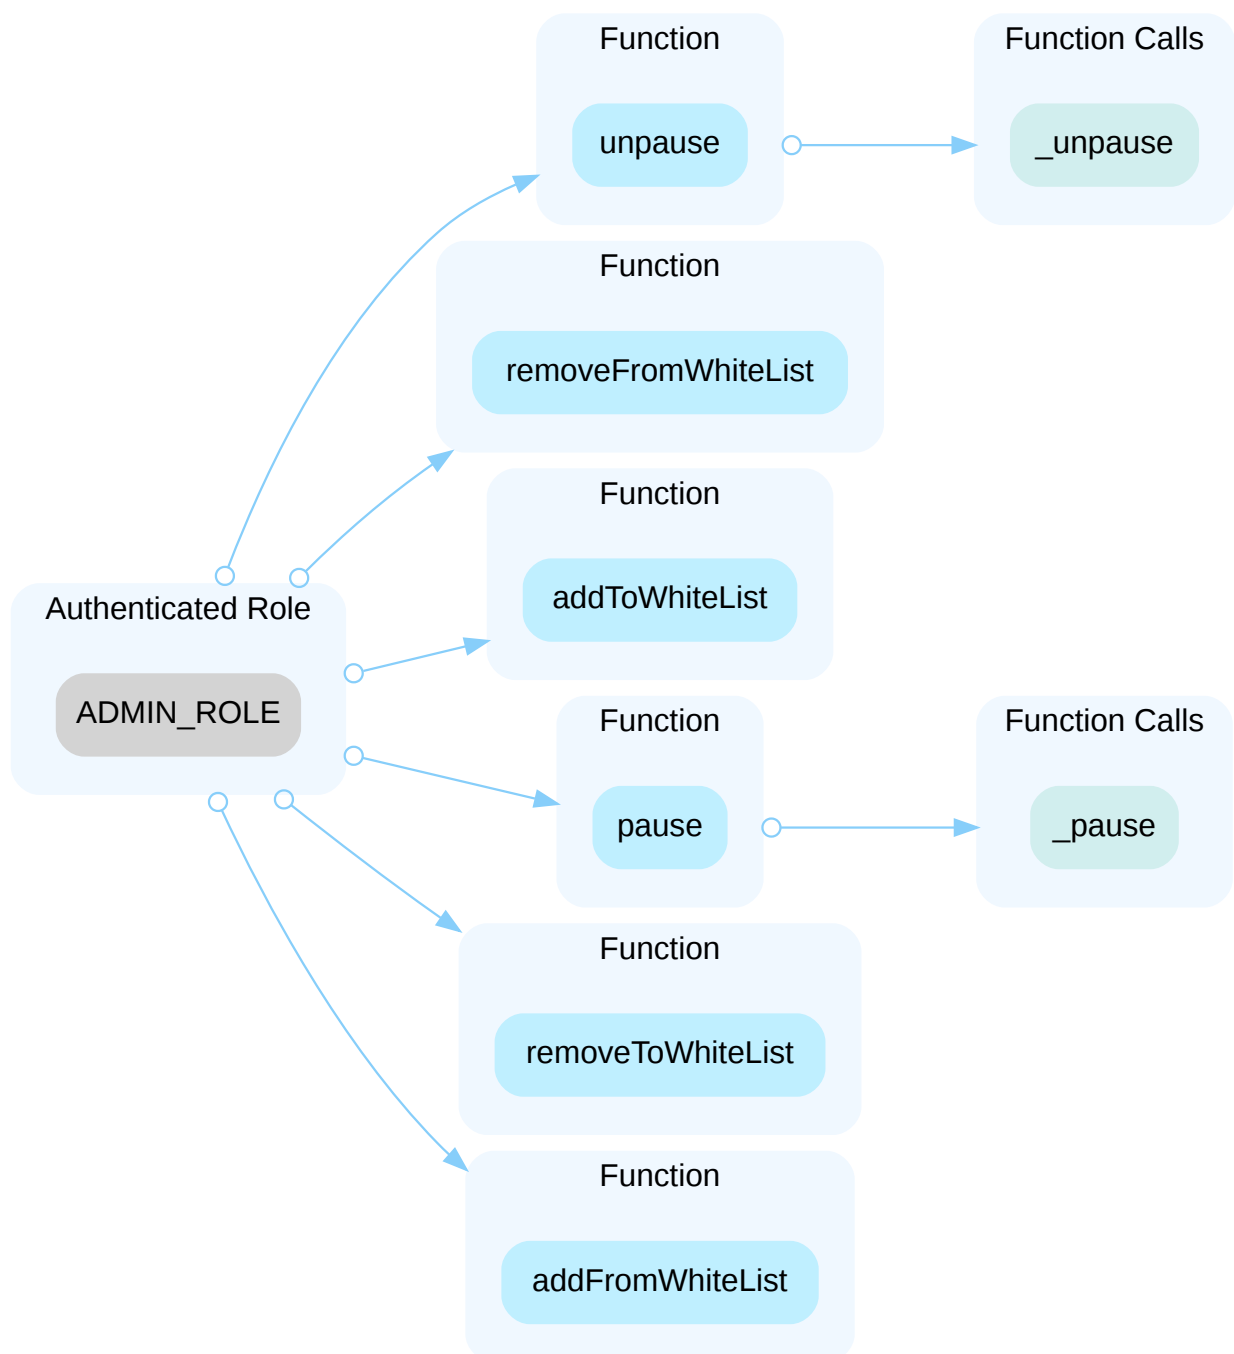 Function
unpause
Function Calls
_unpause
Function
removeFromWhiteList
Function
addToWhiteList
Authenticated Role
ADMIN_ROLE
Function
pause
Function Calls
_pause
Function
removeToWhiteList
Function
addFromWhiteList